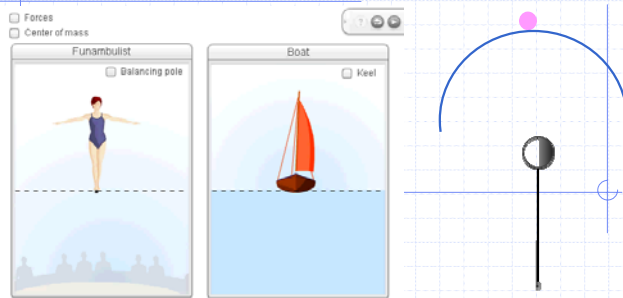 Forces
Center of mass
Funambulist
Boat
Balancing pole
Keel